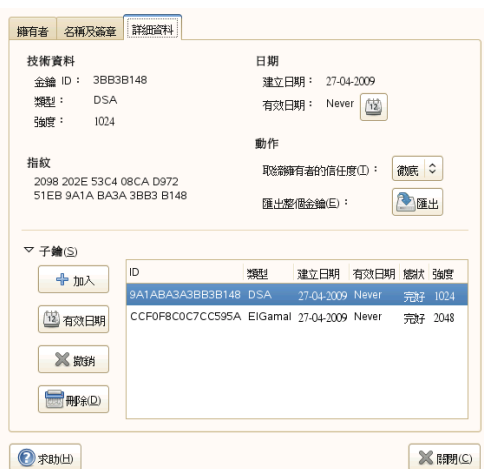 擁有者 名稱及簽章 詳細資料
技術資料
金鑰 ID： 3BB3B148
類型： DSA
強度： 1024
指紋
2098 202E 53C4 08CA D972
51EB 9A1A BA3A 3BB3 B148
日期
建立日期： 27-04-2009
有效日期： Never
動作
取締擁有者的信任度(T)： 徹底
匯出整個金鑰(E)： 匯出
子鑰(S)
加入
有效日期
撤銷
刪除(D)
ID 類型 建立日期 有效日期 態狀 強度
9A1ABA3A3BB3B148 DSA 27-04-2009 Never 完好 1024
CCF0F8C0C7CC595A ElGamal 27-04-2009 Never 完好 2048
求助(H) 關閉(C)